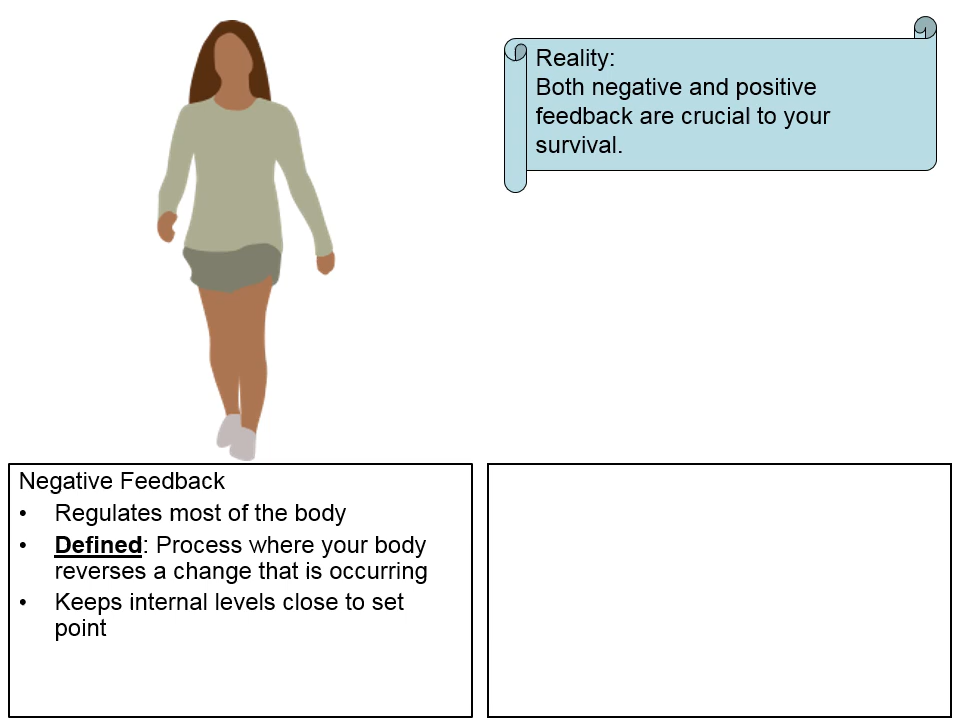 Reality:
Both negative and positive
feedback are crucial to your
survival.
Negative Feedback
• Regulates most of the body
• Defined: Process where your body
reverses a change that is occurring
• Keeps internal levels close to set
point